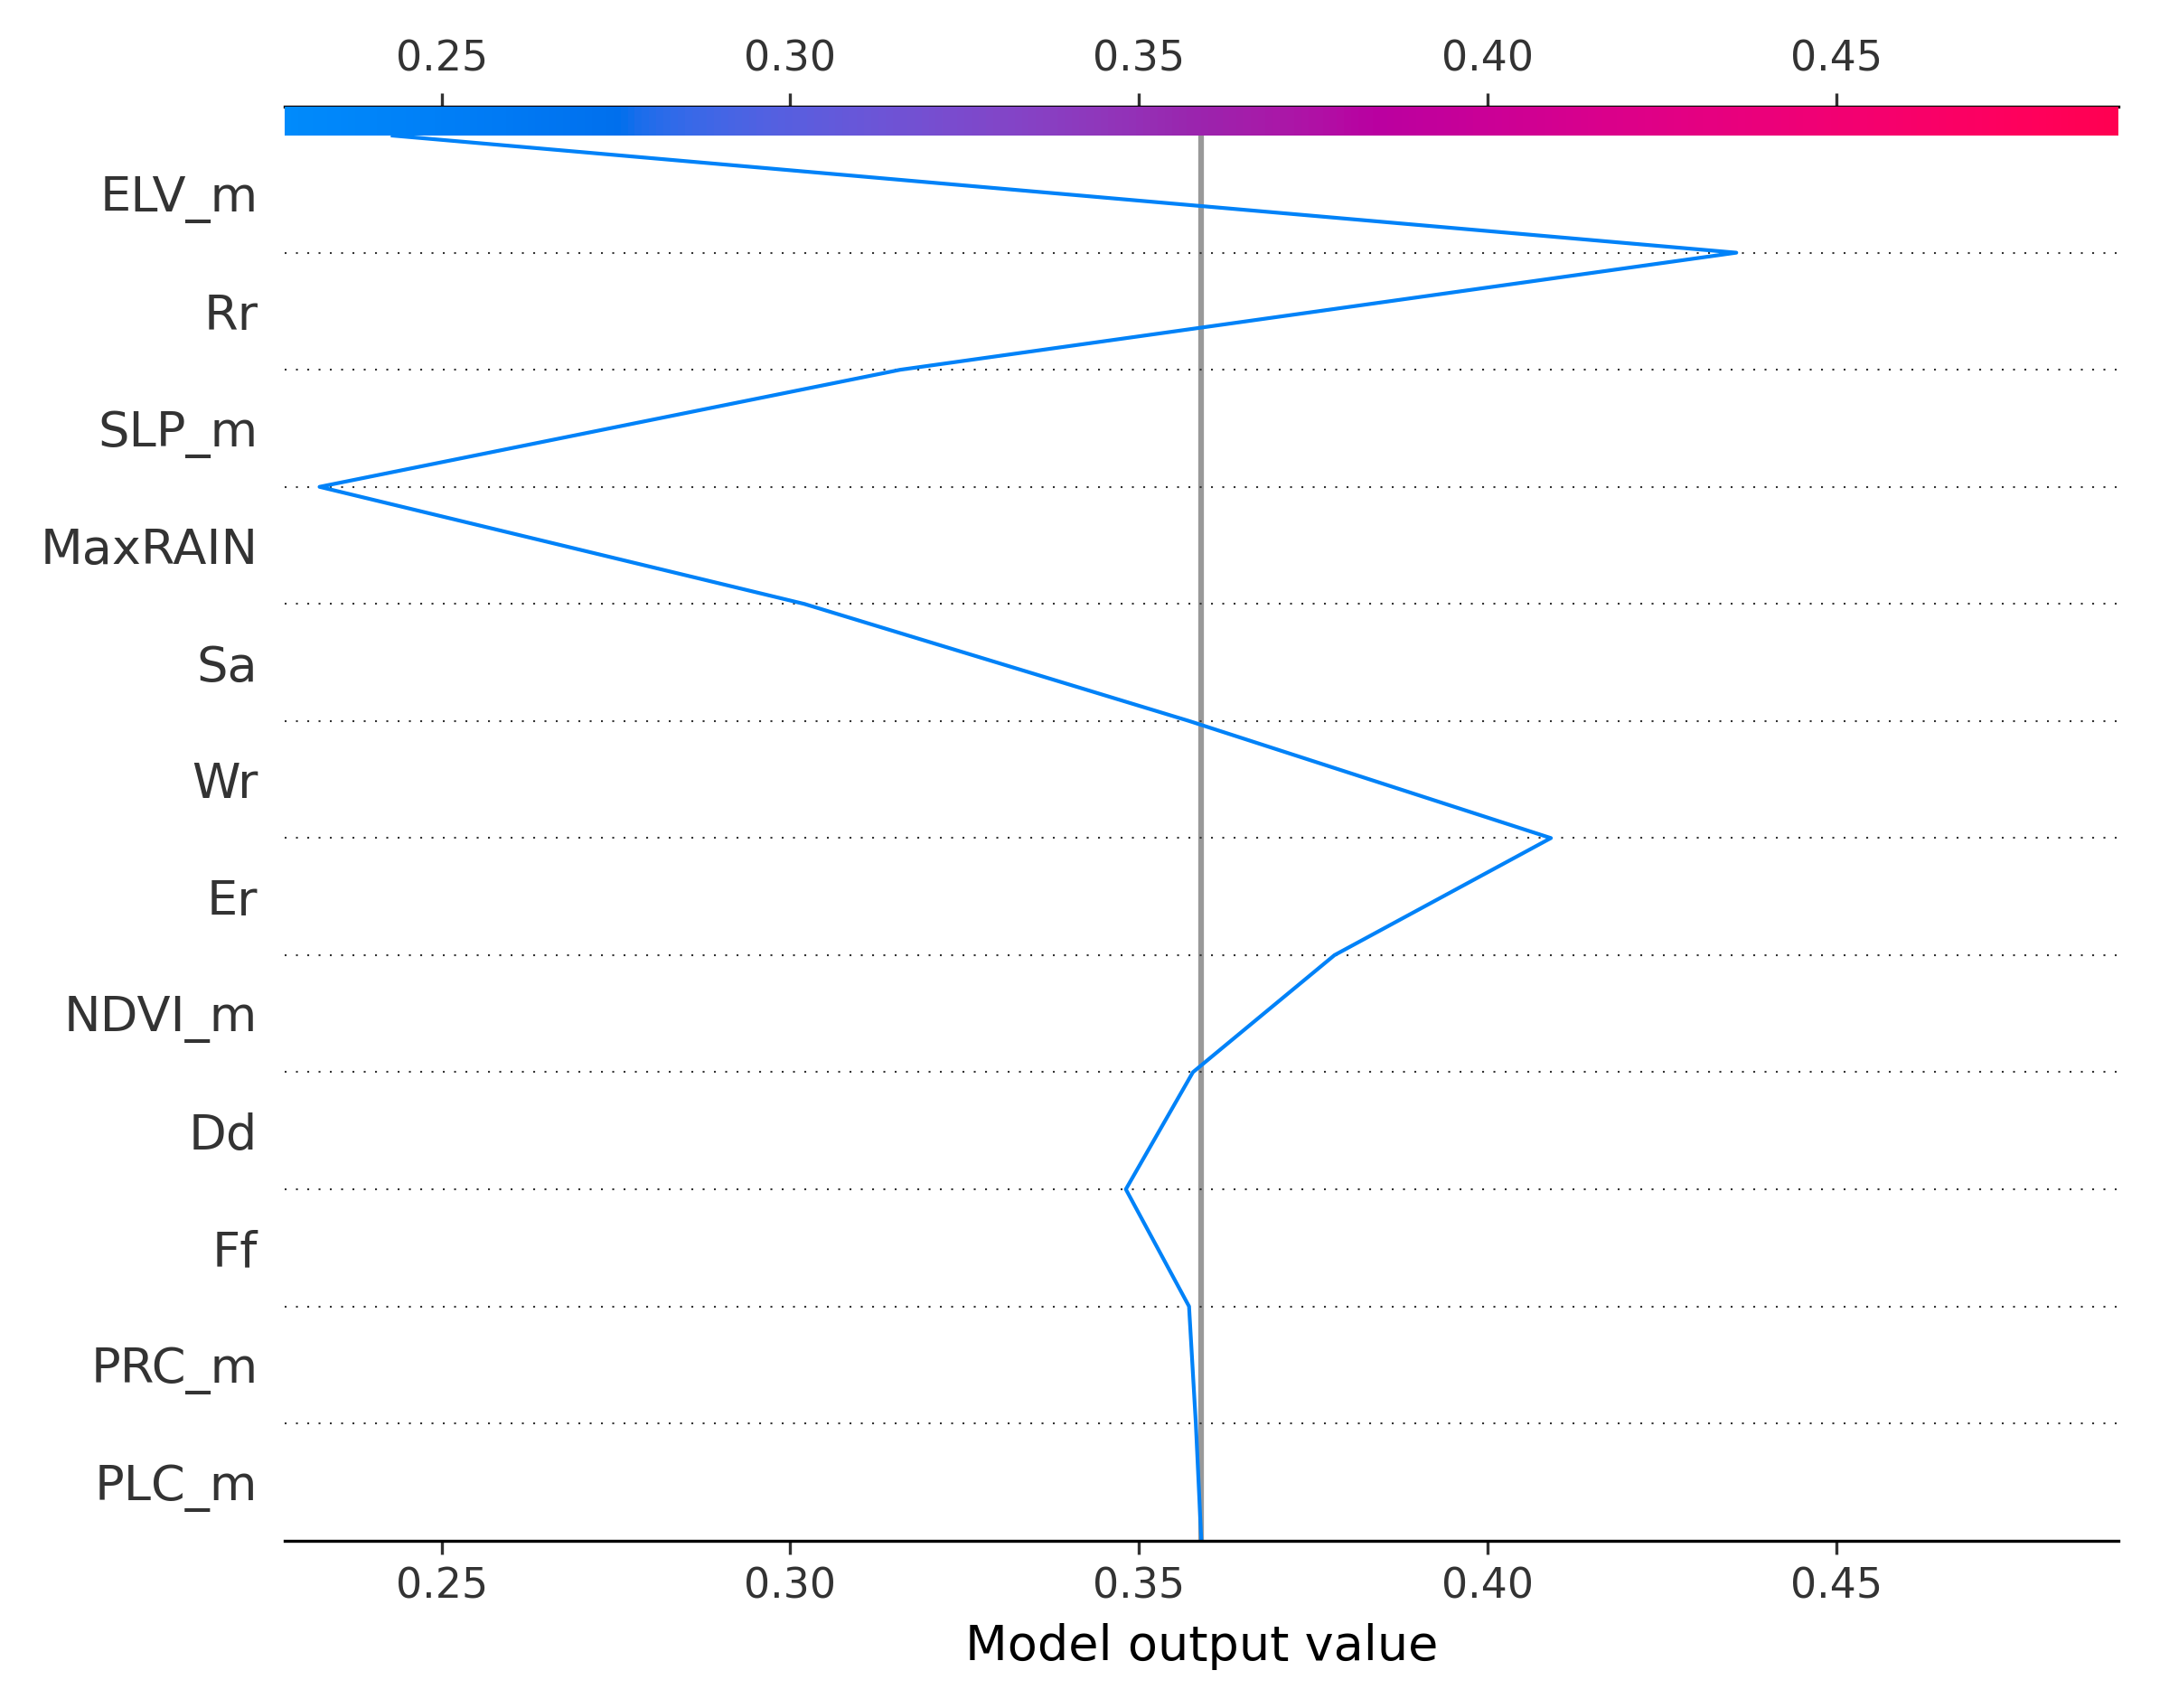 0.25 0.30 0.35 0.40 0.45
ELV_m
Rr
SLP_m
MaxRAIN
Sa
Wr
Er
NDVI_m
Dd
Ff
PRC_m
PLC_m
0.25 0.30 0.35 0.40 0.45
Model output value